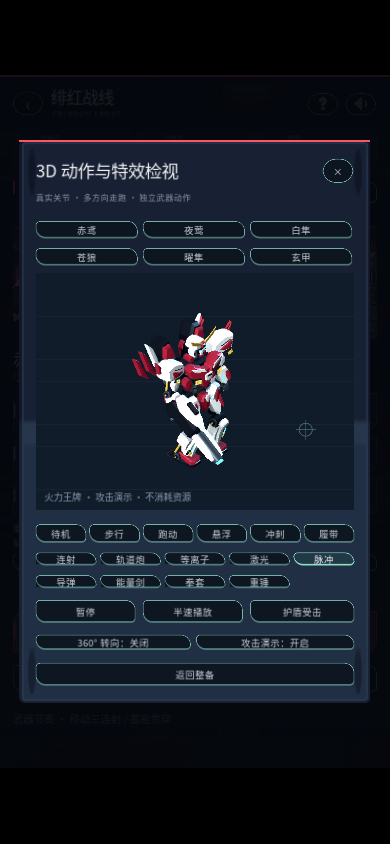 绯红战线
?
3D 动作与特效检视
×
真实关节 · 多方向走跑 · 独立武器动作
赤鸢 夜莺 白隼
苍狼 曜隼 玄甲
火力王牌 · 攻击演示 · 不消耗资源
待机 步行 跑动 悬浮 冲刺 履带
连射 轨道炮 等离子 激光 脉冲
导弹 能量剑 拳套 重锤
暂停 半速播放 护盾受击
360° 转向：关闭 攻击演示：开启
返回整备